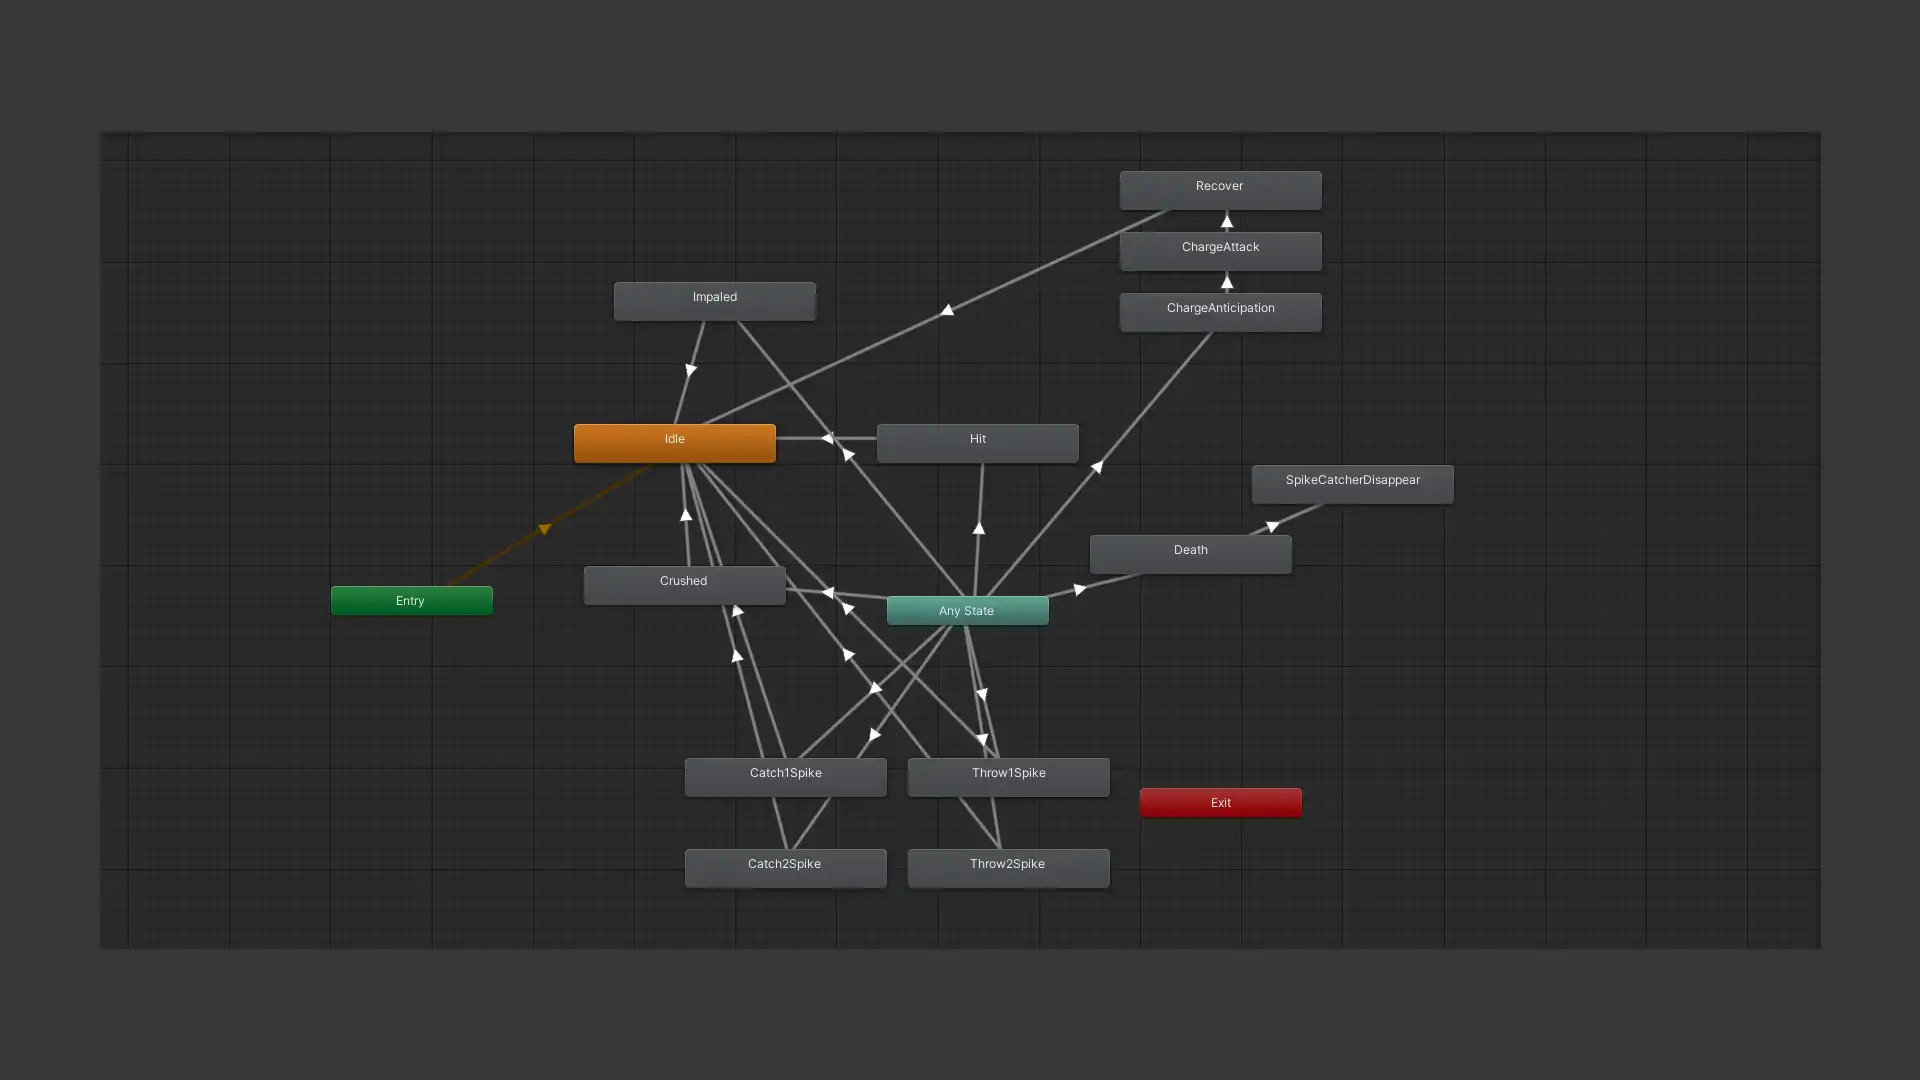 Recover
ChargeAttack
Impaled
ChargeAnticipation
Idle
Hit
SpikeCatcherDisappear
Death
Crushed
Entry
Any State
Catch1Spike
Throw1Spike
Exit
Catch2Spike
Throw2Spike